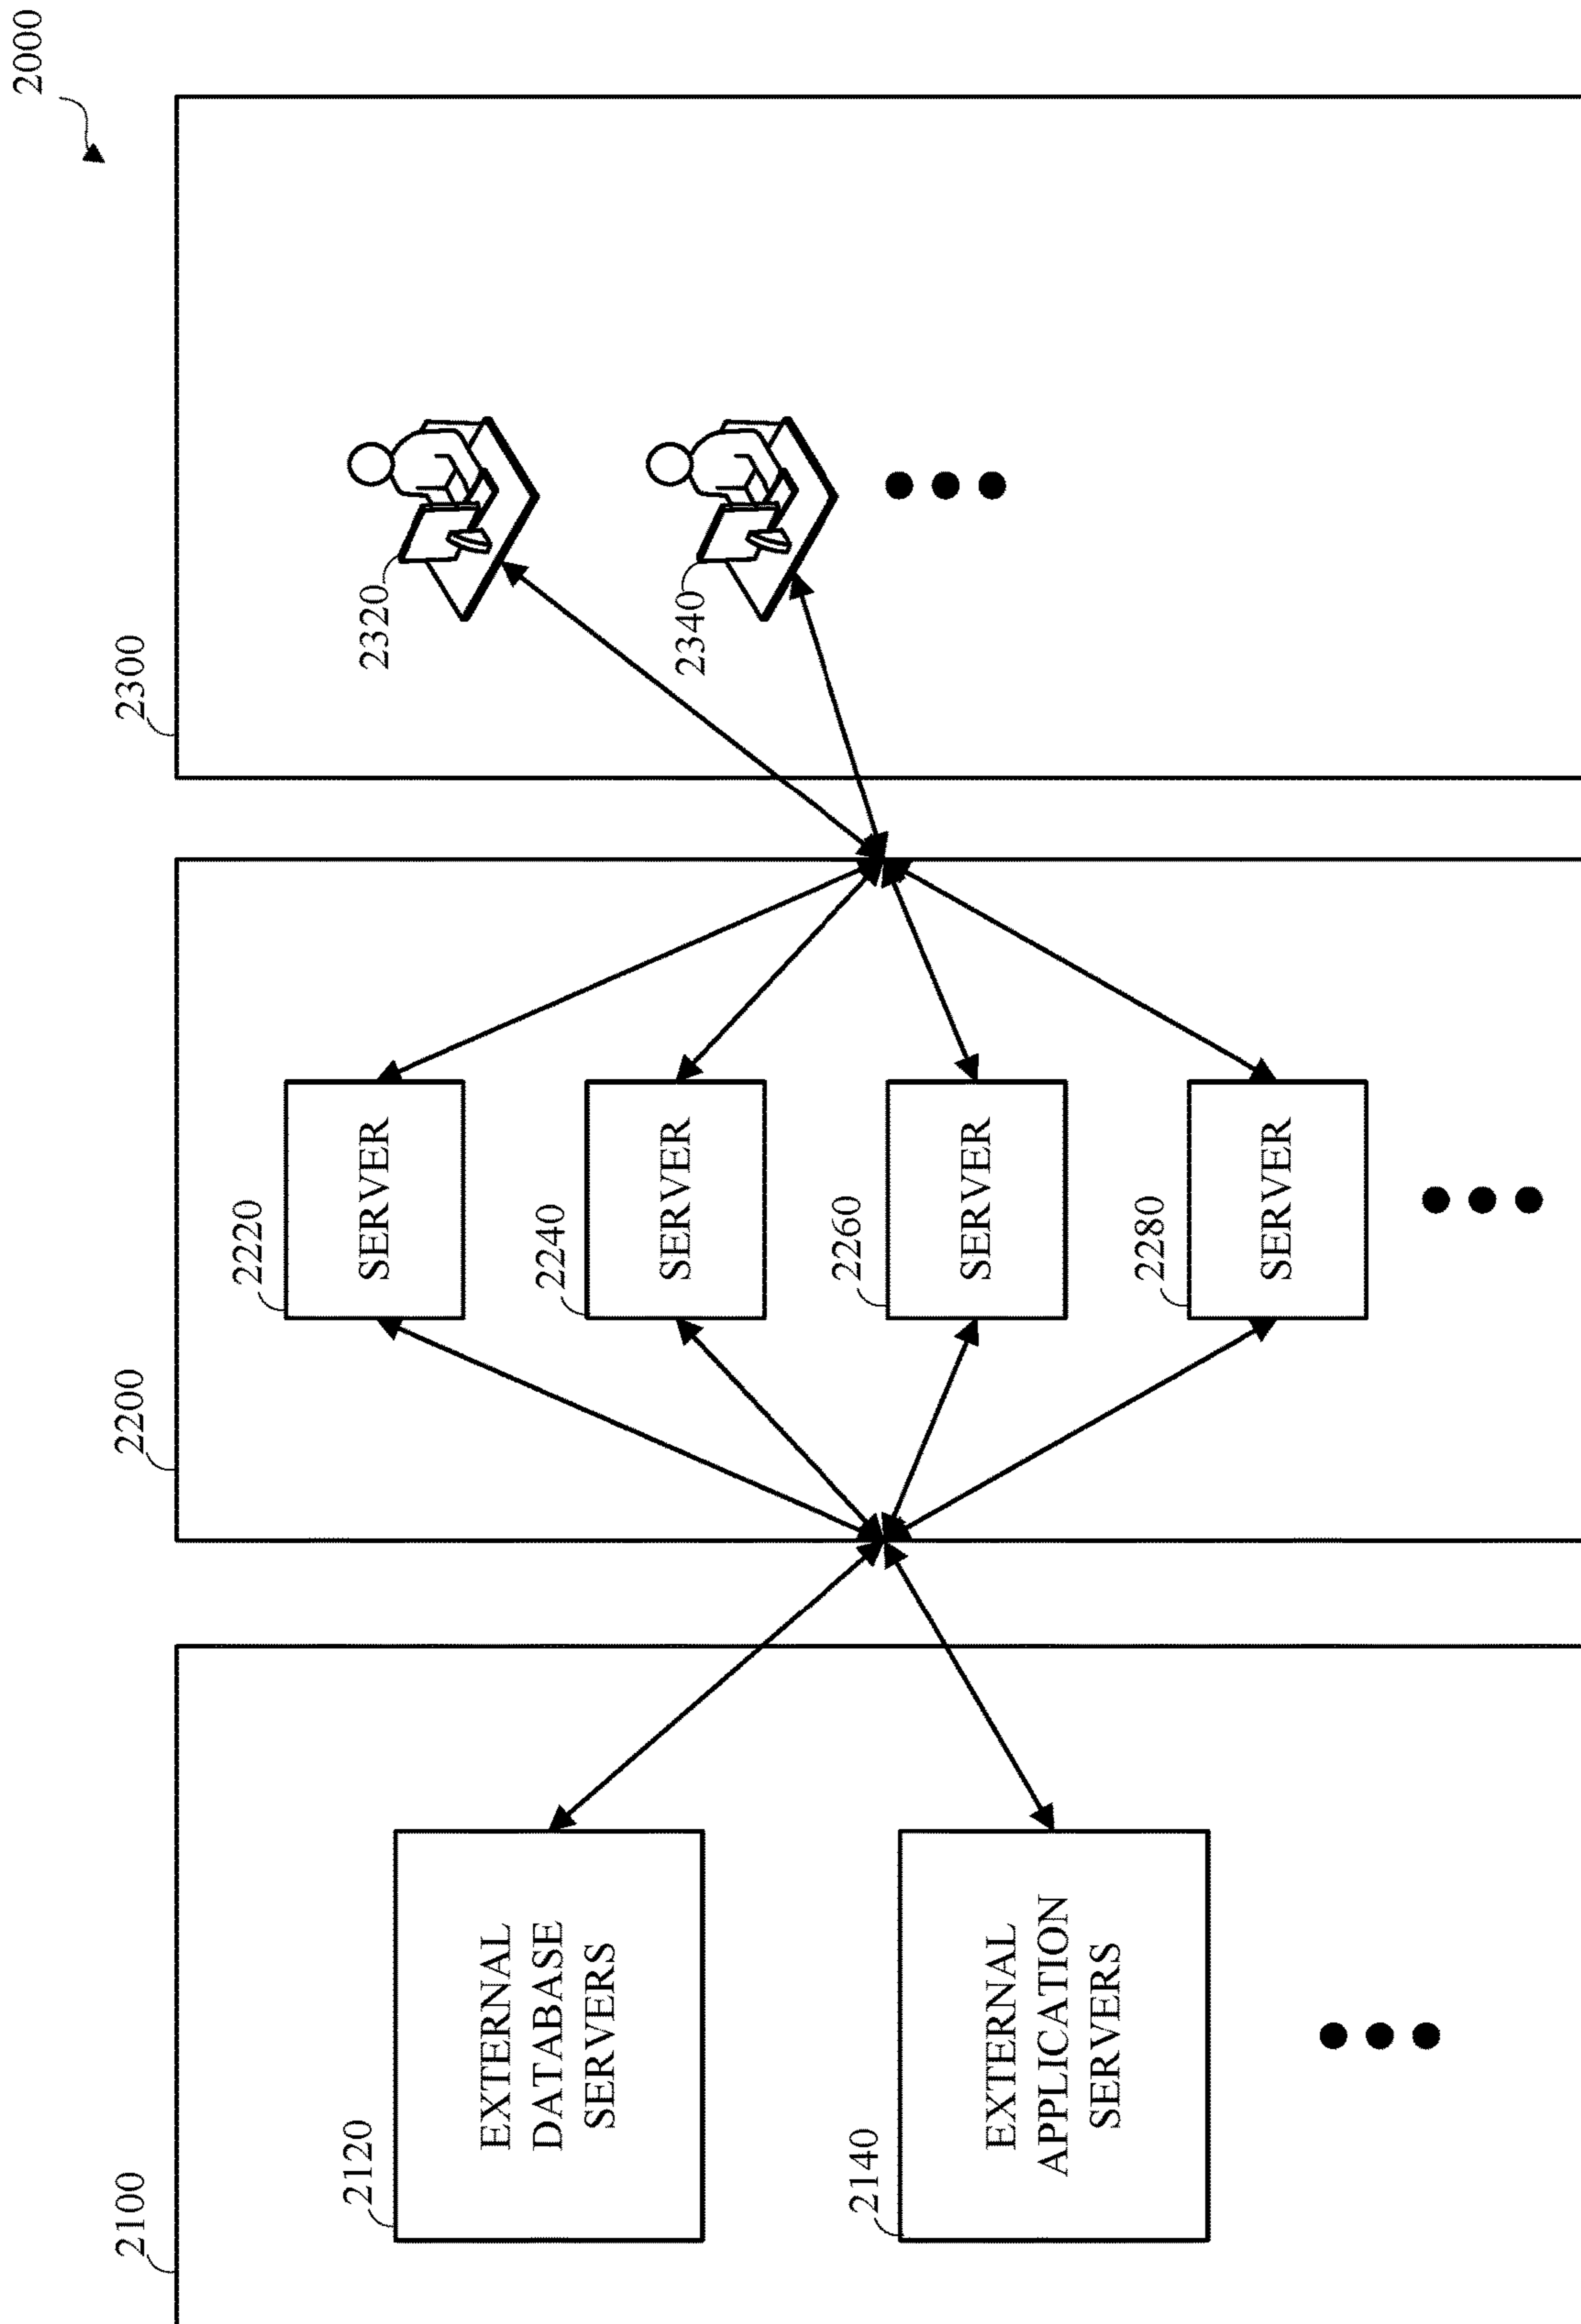 2000
2100
2200
2300
2120
EXTERNAL
DATABASE
SERVERS
2140
EXTERNAL
APPLICATION
SERVERS
2220
SERVER
2240
SERVER
2260
SERVER
2280
SERVER
2320
2340